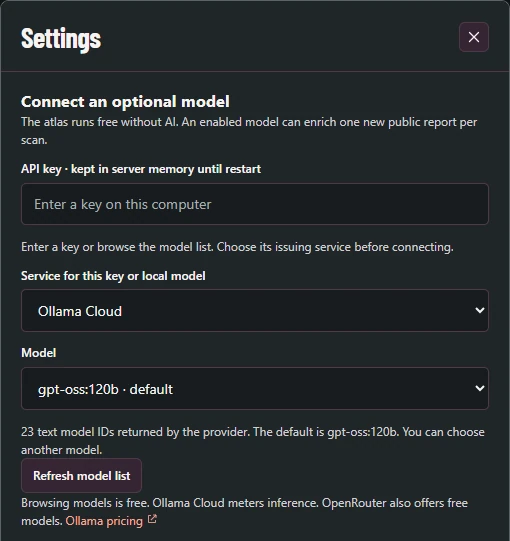 Settings
Connect an optional model
The atlas runs free without AI. An enabled model can enrich one new public report per
scan.
API key · kept in server memory until restart
Enter a key on this computer
Enter a key or browse the model list. Choose its issuing service before connecting.
Service for this key or local model
Ollama Cloud
Model
gpt-oss:120b · default
23 text model IDs returned by the provider. The default is gpt-oss:120b. You can choose
another model.
Refresh model list
Browsing models is free. Ollama Cloud meters inference. OpenRouter also offers free
models. Ollama pricing